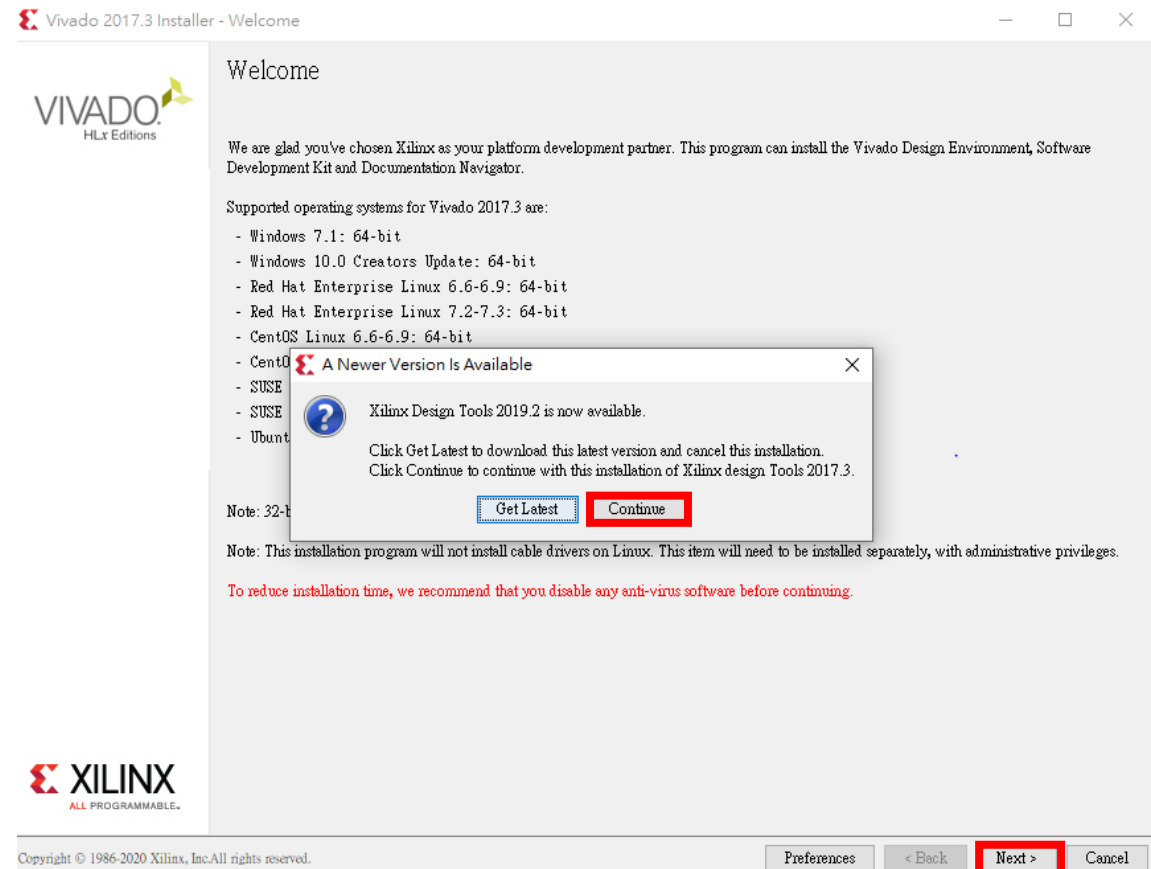 Vivado 2017.3 Installer - Welcome
VIVADO.
HLx Editions
Welcome
We are glad you've chosen Xilinx as your platform development partner. This program can install the Vivado Design Environment, Software
Development Kit and Documentation Navigator.
Supported operating systems for Vivado 2017.3 are:
- Windows 7.1: 64-bit
- Windows 10.0 Creators Update: 64-bit
- Red Hat Enterprise Linux 6.6-6.9: 64-bit
- Red Hat Enterprise Linux 7.2-7.3: 64-bit
- CentOS Linux 6.6-6.9: 64-bit
- CentO
- SUSE
- SUSE
- Ubunt
A Newer Version Is Available
Xilinx Design Tools 2019.2 is now available.
Click Get Latest to download this latest version and cancel this installation.
Click Continue to continue with this installation of Xilinx design Tools 2017.3.
Get Latest Continue
Note: 32-b
Note: This installation program will not install cable drivers on Linux. This item will need to be installed separately, with administrative privileges.
To reduce installation time, we recommend that you disable any anti-virus software before continuing.
XILINX
ALL PROGRAMMABLE.
Copyright © 1986-2020 Xilinx, Inc.All rights reserved.
Preferences < Back Next > Cancel